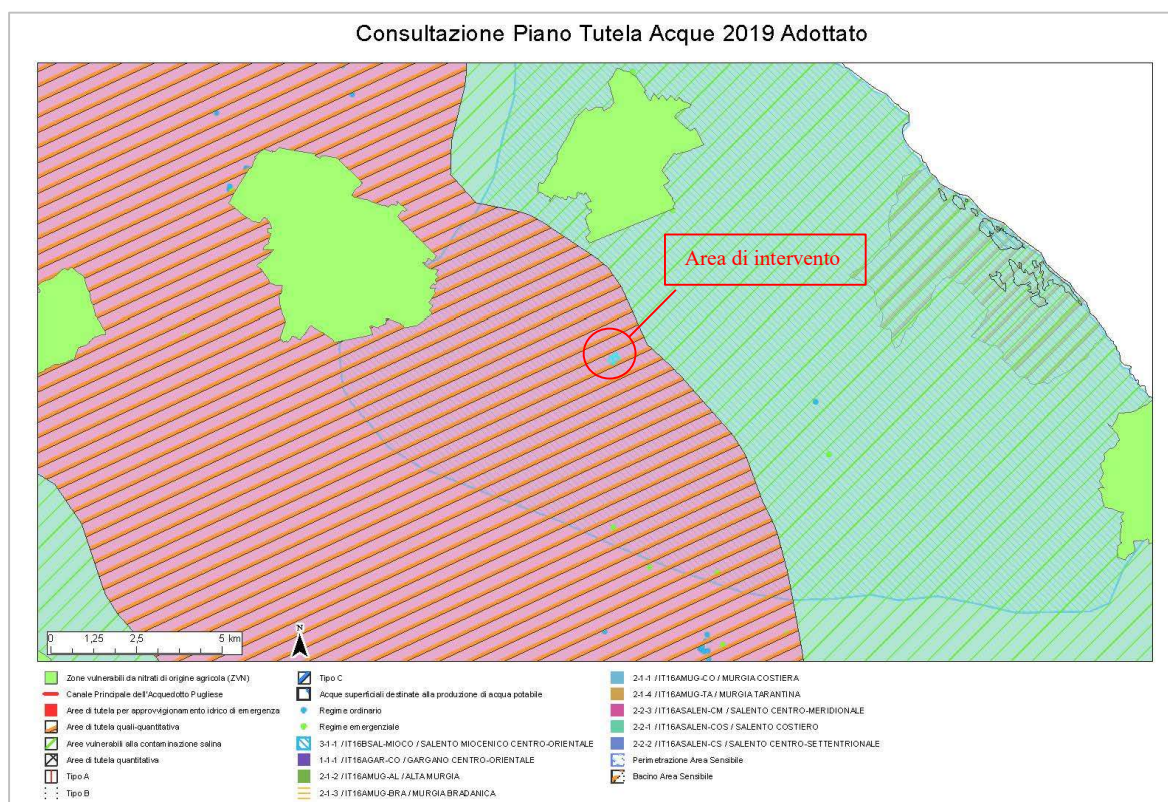 Consultazione Piano Tutela Acque 2019 Adottato
Area di intervento
0 1,25 2,5 5 km
N
Zone vulnerabili da nitrati di origine agricola (ZVN)
Canale Principale dell'Acquedotto Pugliese
Aree di tutela per approvvigionamento idrico di emergenza
Aree di tutela quali-quantitativa
Aree vulnerabili alla contaminazione salina
Aree di tutela quantitativa
Tipo A
Tipo B
Tipo C
Acque superficiali destinate alla produzione di acqua potabile
Regime ordinario
Regime emergenziale
3-1-1 / IT16BSAL-MIOCO / SALENTO MIOCENICO CENTRO-ORIENTALE
1-1-1 / IT16AGAR-CO / GARGANO CENTRO-ORIENTALE
2-1-2 / IT16AMUG-AL / ALTA MURGIA
2-1-3 / IT16AMUG-BRA / MURGIA BRADANICA
2-1-1 / IT16AMUG-CO / MURGIA COSTIERA
2-1-4 / IT16AMUG-TA / MURGIA TARANTINA
2-2-3 / IT16ASALEN-CM / SALENTO CENTRO-MERIDIONALE
2-2-1 / IT16ASALEN-COS / SALENTO COSTIERO
2-2-2 / IT16ASALEN-CS / SALENTO CENTRO-SETTENTRIONALE
Perimetrazione Area Sensibile
Bacino Area Sensibile